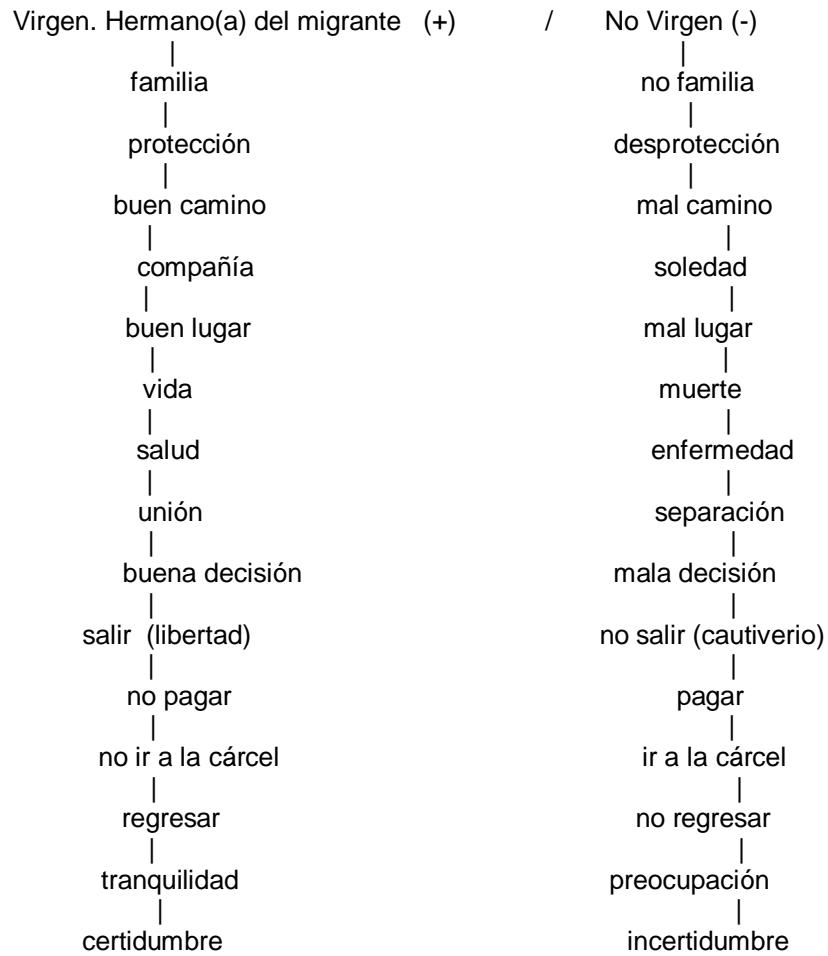 Virgen. Hermano(a) del migrante (+) / No Virgen (-)
| |
familia no familia
| |
protección desprotección
| |
buen camino mal camino
| |
compañía soledad
| |
buen lugar mal lugar
| |
vida muerte
| |
salud enfermedad
| |
unión separación
| |
buena decisión mala decisión
| |
salir (libertad) no salir (cautiverio)
| |
no pagar pagar
| |
no ir a la cárcel ir a la cárcel
| |
regresar no regresar
| |
tranquilidad preocupación
| |
certidumbre incertidumbre